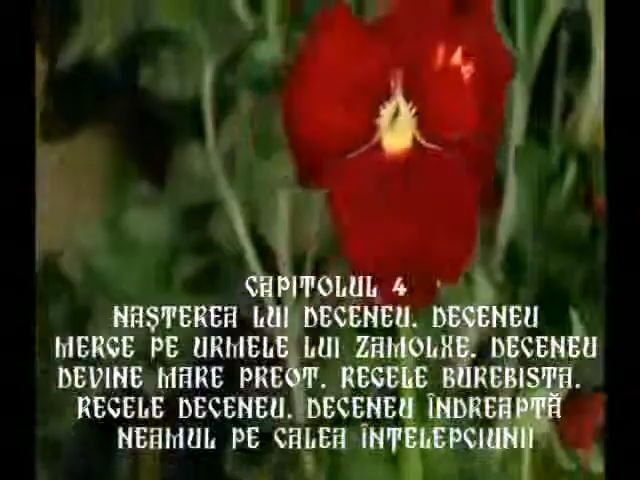 14
CAPITOLUL 4
NAȘTEREA LUI DECENEU. DECENEU
MERGE PE URMELE LUI ZAMOLXE. DECENEU
DEVINE MARE PREOT. REGELE BUREBISTA.
REGELE DECENEU. DECENEU ÎNDREAPTĂ
NEAMUL PE CALEA ÎNȚELEPCIUNII